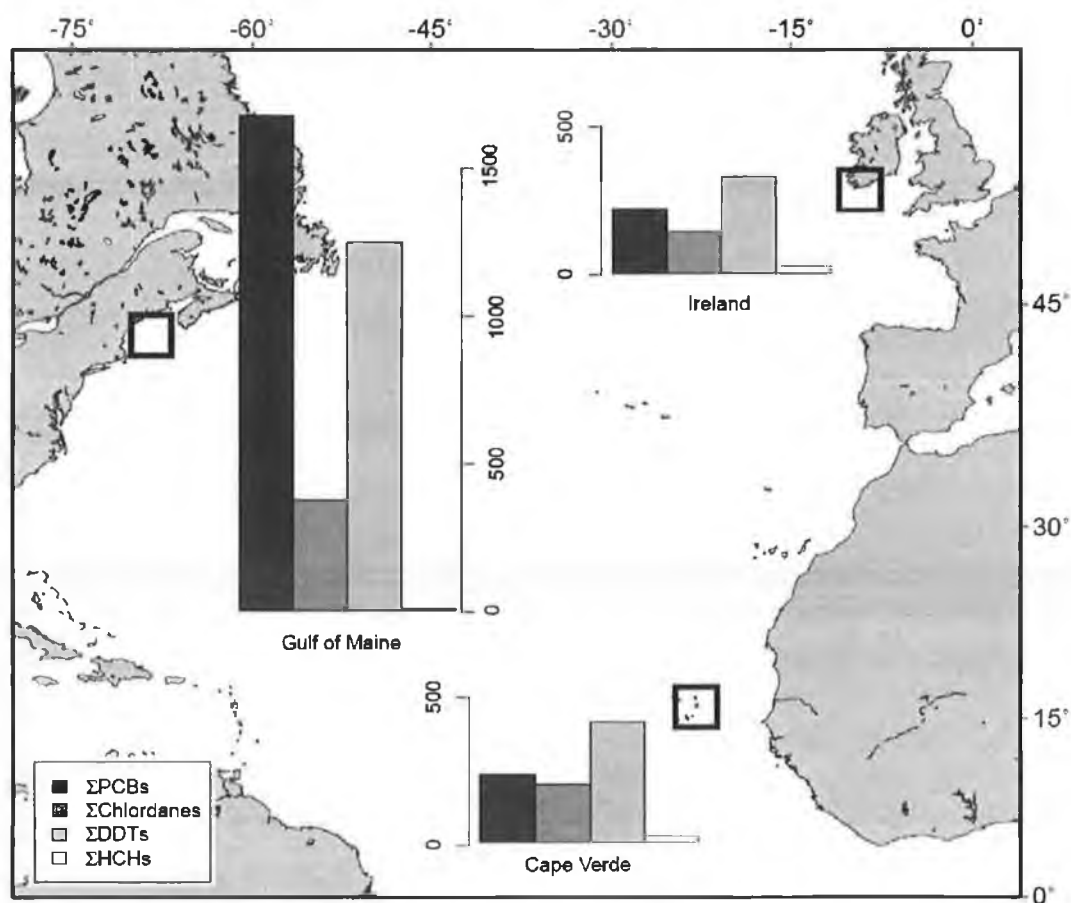 -75° -60° -45° -30° -15° 0°
500
0
Ireland
1500
1000
500
0
Gulf of Maine
45°
30°
15°
0°
500
0
Cape Verde
ΣPCBs
ΣChlordanes
ΣDDTs
ΣHCHs